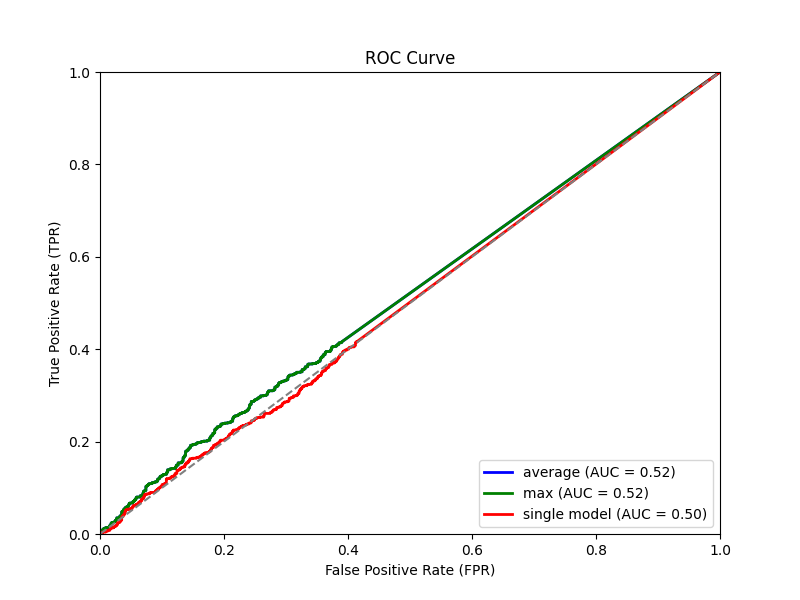 ROC Curve
True Positive Rate (TPR)
1.0
0.8
0.6
0.4
0.2
0.0
0.0 0.2 0.4 0.6 0.8 1.0
False Positive Rate (FPR)
average (AUC = 0.52)
max (AUC = 0.52)
single model (AUC = 0.50)